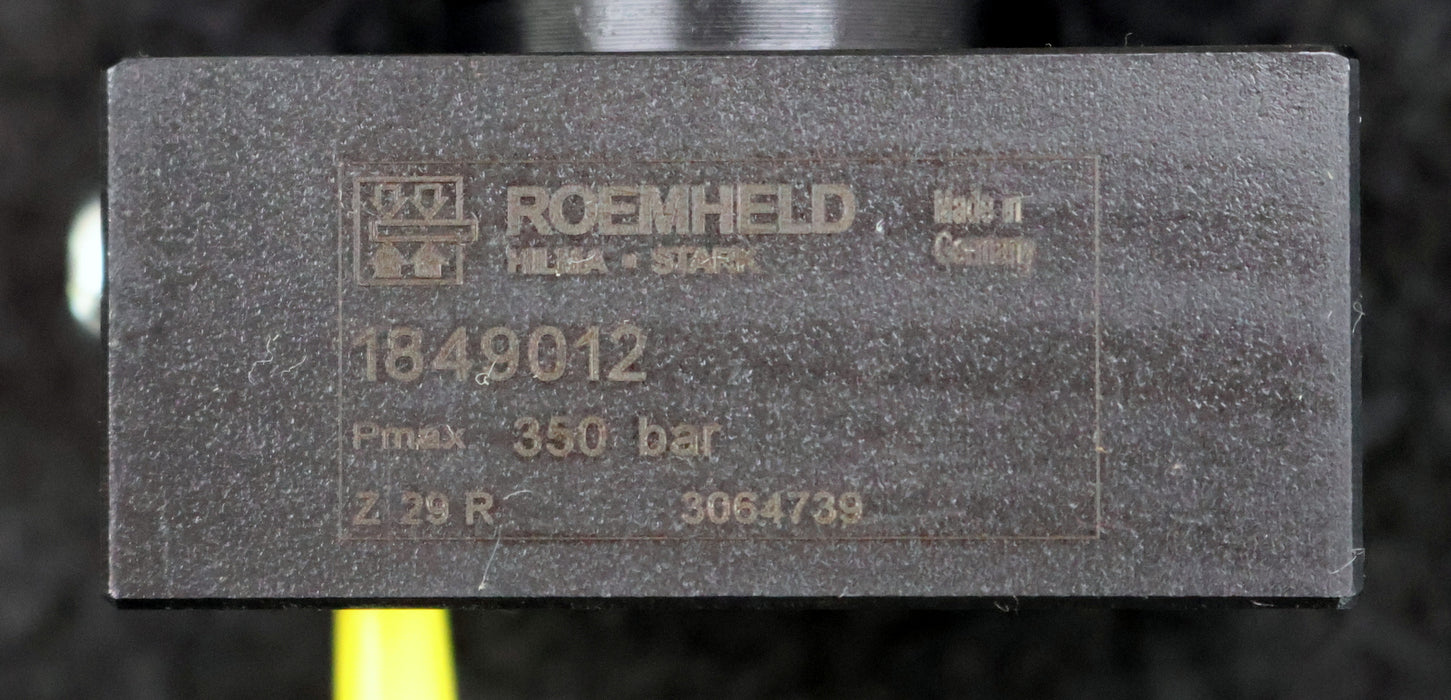 ROEMHELD
HILMA ▪ STARK
Made in
Germany
1849012
Pmax 350 bar
Z 29 R 3064739